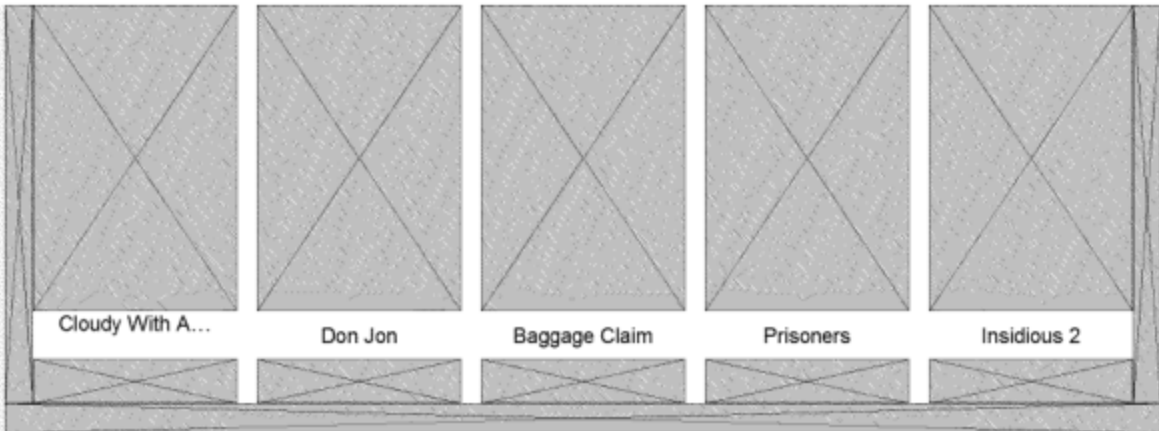 Cloudy With A...
Don Jon
Baggage Claim
Prisoners
Insidious 2